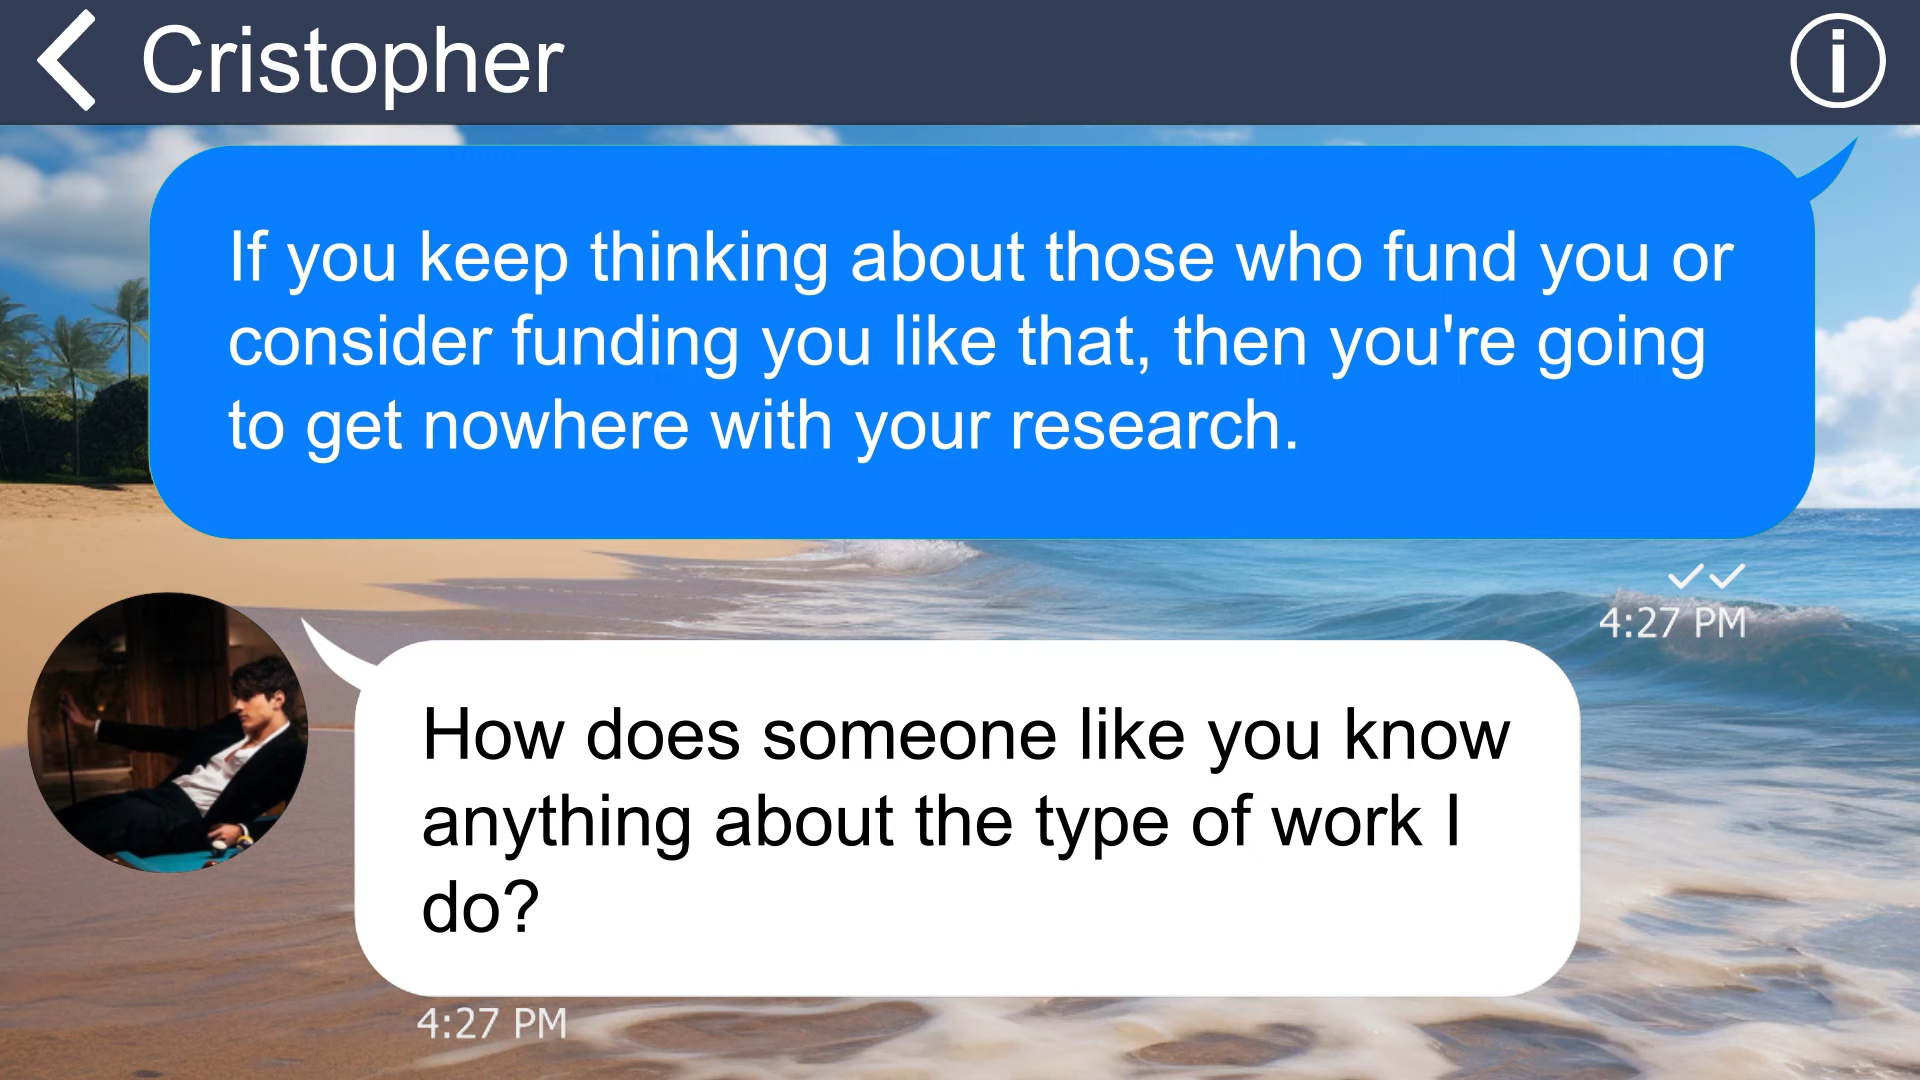 Cristopher
If you keep thinking about those who fund you or
consider funding you like that, then you're going
to get nowhere with your research.
4:27 PM
How does someone like you know
anything about the type of work I
do?
4:27 PM